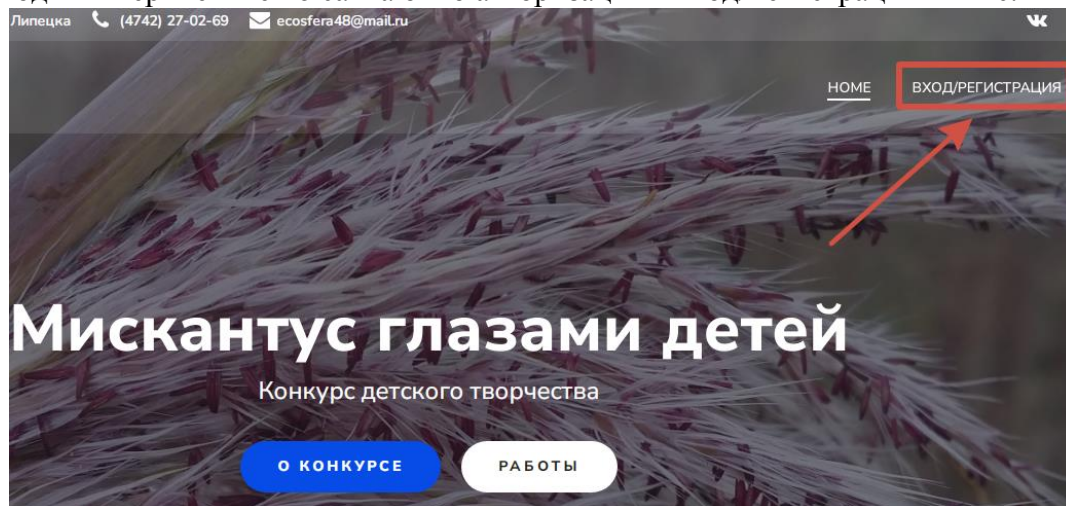 Липецка (4742) 27-02-69 ecosfera48@mail.ru
HOME ВХОД/РЕГИСТРАЦИЯ
Мискантус глазами детей
Конкурс детского творчества
О КОНКУРСЕ РАБОТЫ